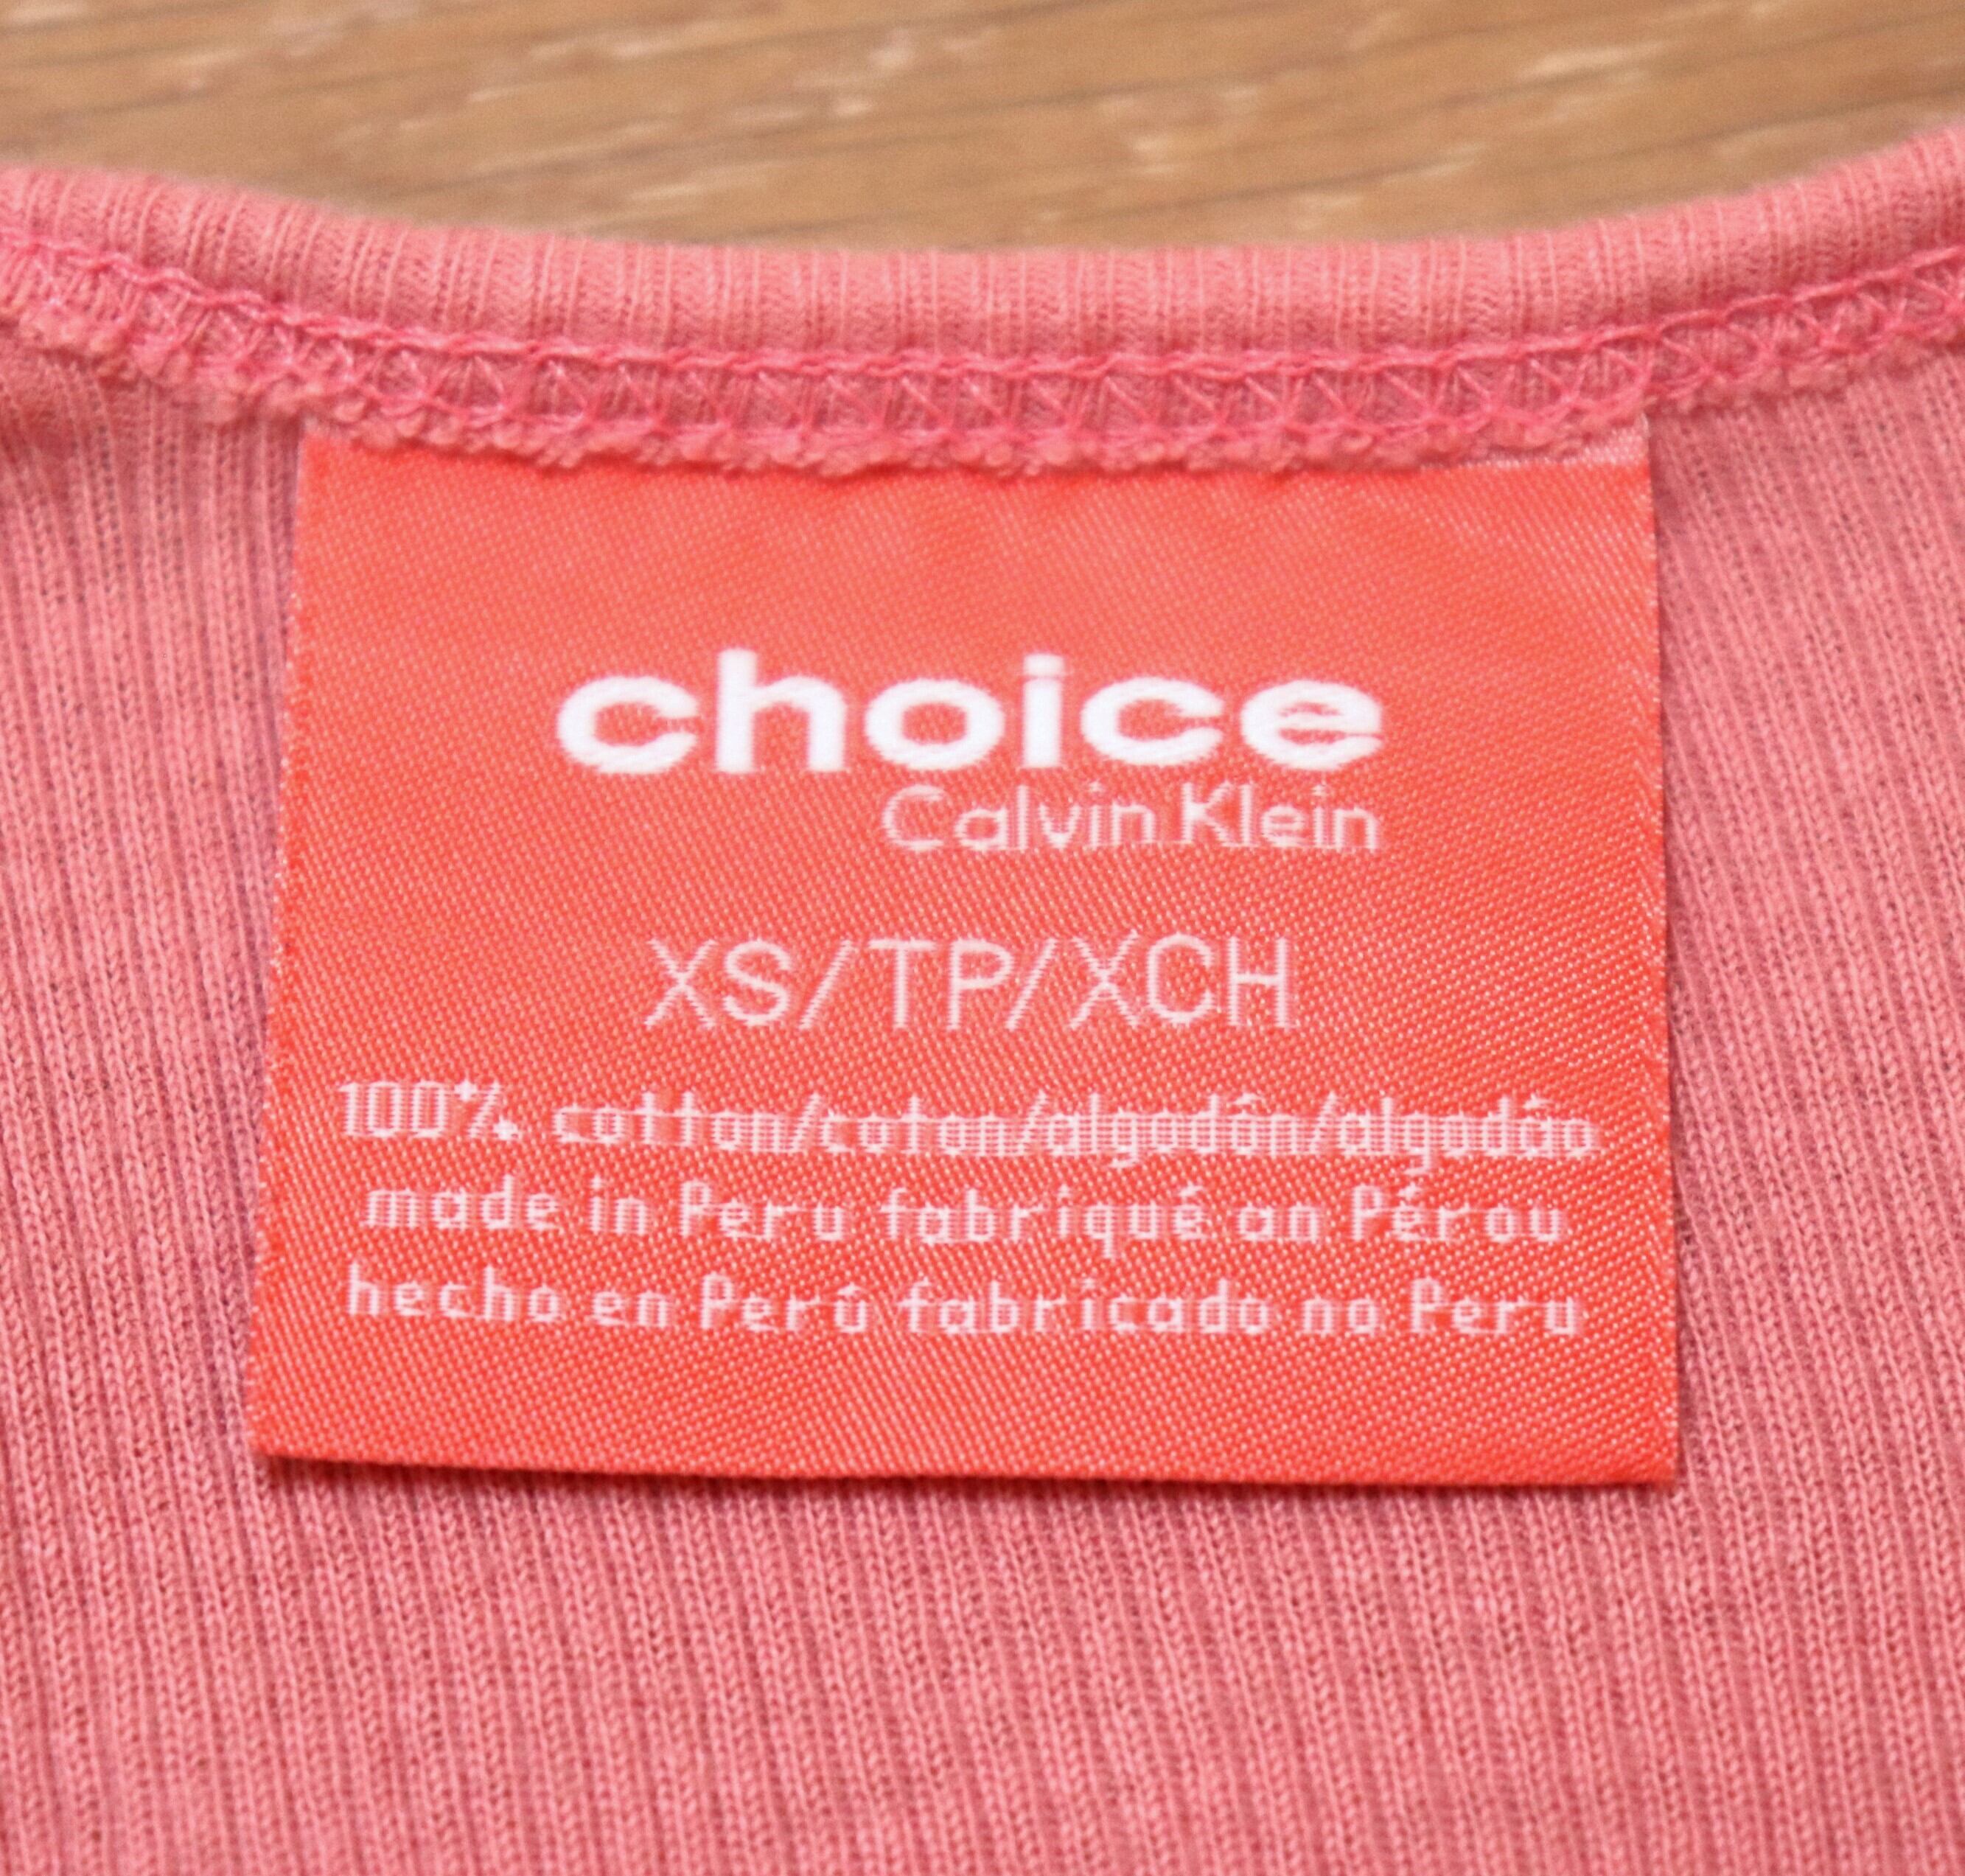 choice
Calvin Klein
XS/TP/XCH
100% cotton/coton/algodón/algodão
made in Peru fabriqué an Pérou
hecho en Perú fabricado no Peru